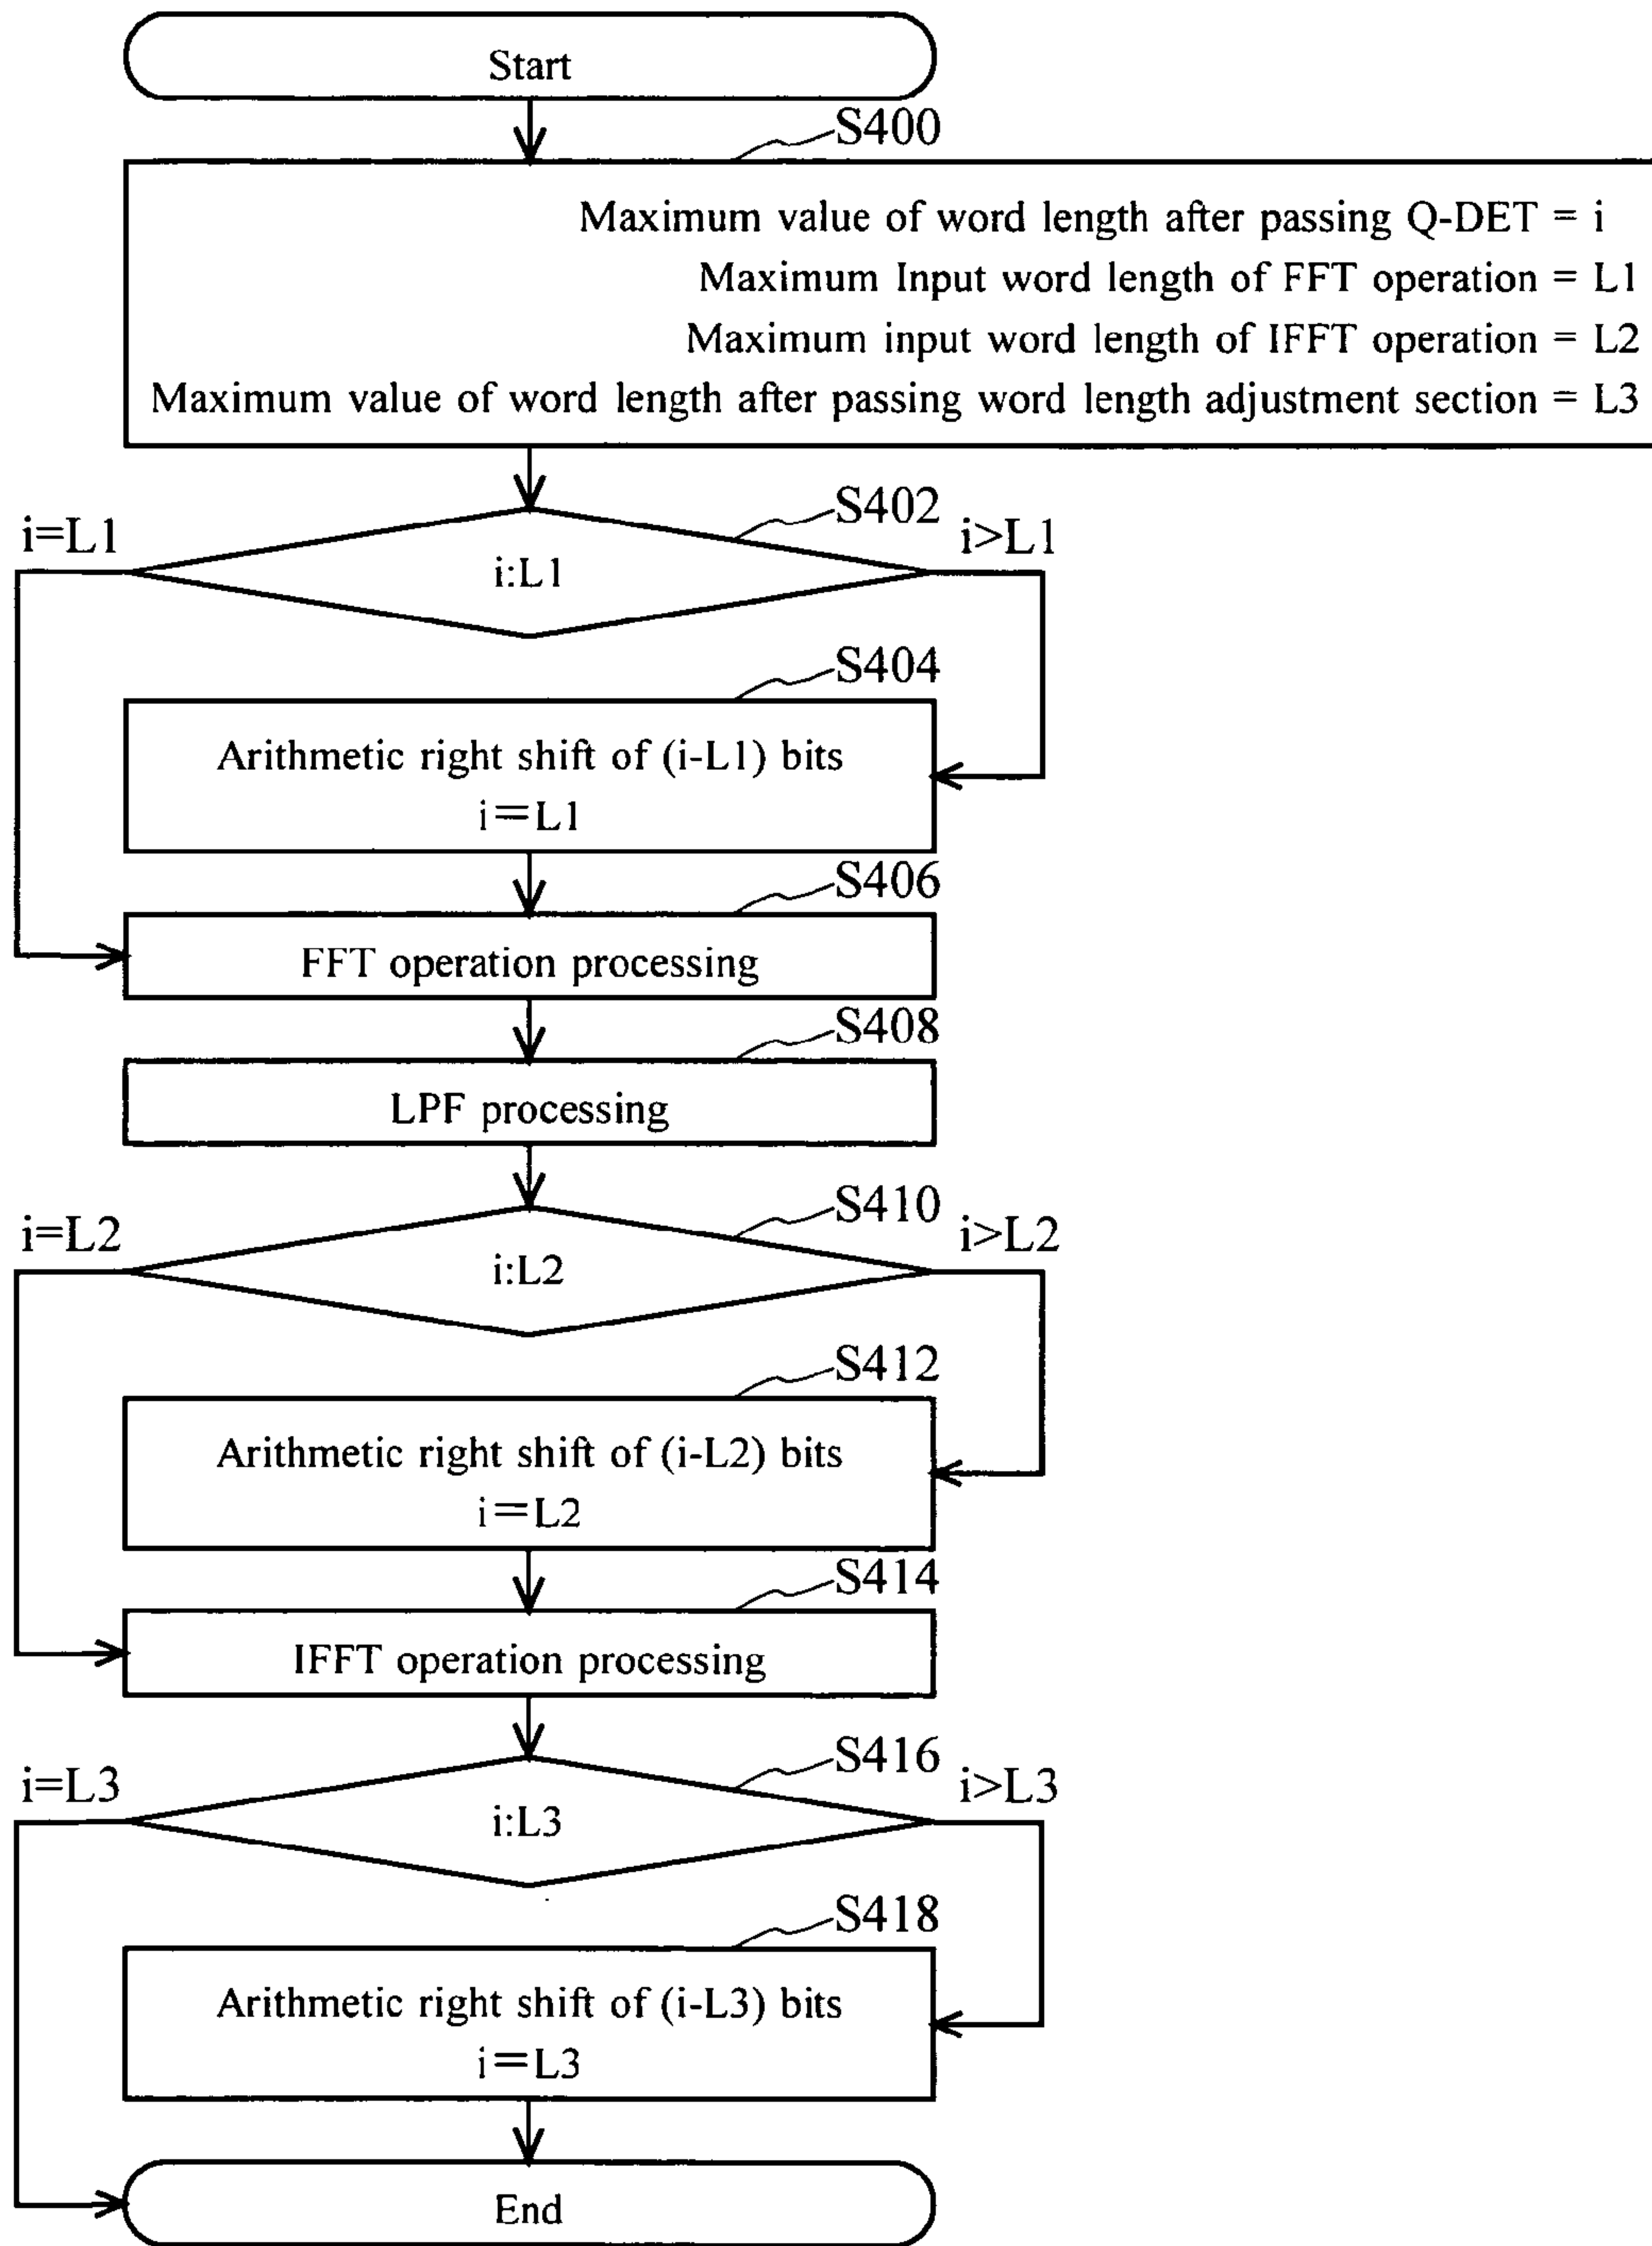 Start
S400
Maximum value of word length after passing Q-DET = i
Maximum Input word length of FFT operation = L1
Maximum input word length of IFFT operation = L2
Maximum value of word length after passing word length adjustment section = L3
S402
i=L1
i>L1
i:L1
S404
Arithmetic right shift of (i-L1) bits
i=L1
S406
FFT operation processing
S408
LPF processing
S410
i=L2
i>L2
i:L2
S412
Arithmetic right shift of (i-L2) bits
i=L2
S414
IFFT operation processing
S416
i=L3
i>L3
i:L3
S418
Arithmetic right shift of (i-L3) bits
i=L3
End